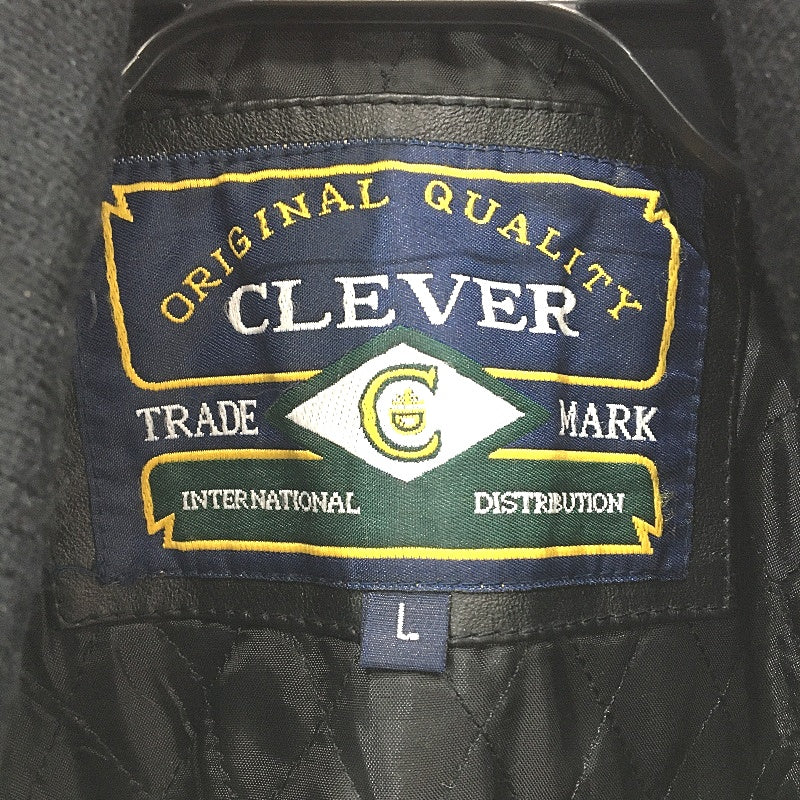 ORIGINAL QUALITY
CLEVER
TRADE MARK
C
INTERNATIONAL DISTRIBUTION
L